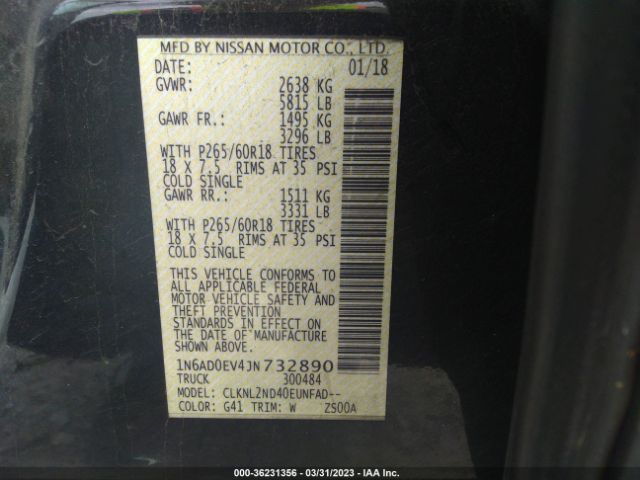 MFD BY NISSAN MOTOR CO., LTD.
DATE: 01/18
GVWR: 2638 KG
5815 LB
GAWR FR.: 1495 KG
3296 LB
WITH P265/60R18 TIRES
18 X 7.5 RIMS AT 35 PSI
COLD SINGLE
GAWR RR.: 1511 KG
3331 LB
WITH P265/60R18 TIRES
18 X 7.5 RIMS AT 35 PSI
COLD SINGLE
THIS VEHICLE CONFORMS TO
ALL APPLICABLE FEDERAL
MOTOR VEHICLE SAFETY AND
THEFT PREVENTION
STANDARDS IN EFFECT ON
THE DATE OF MANUFACTURE
SHOWN ABOVE.
1N6AD0EV4JN732890
TRUCK 300484
MODEL: CLKNL2ND40EUNFAD--
COLOR: G41 TRIM: W ZS00A
000-36231356 - 03/31/2023 - IAA Inc.